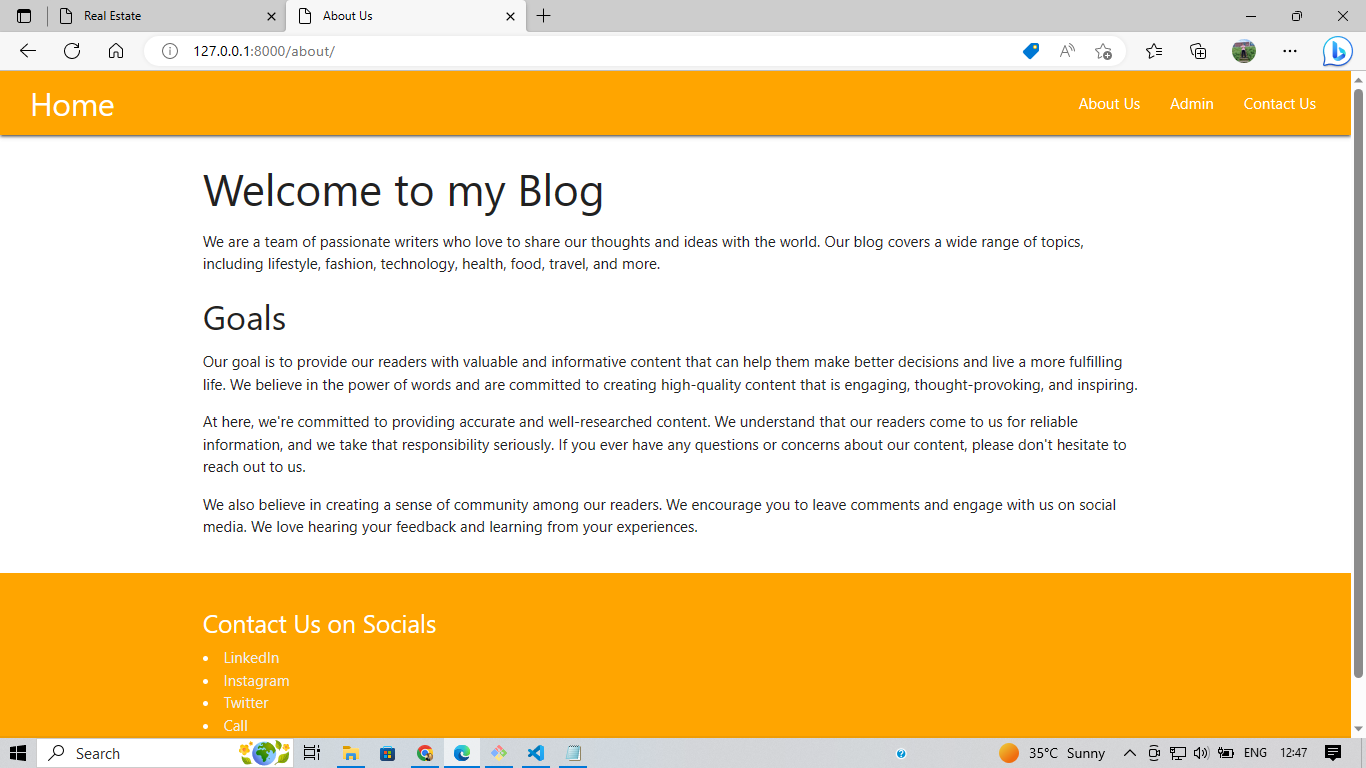 Real Estate
About Us
127.0.0.1:8000/about/
Home
About Us
Admin
Contact Us
Welcome to my Blog
We are a team of passionate writers who love to share our thoughts and ideas with the world. Our blog covers a wide range of topics,
including lifestyle, fashion, technology, health, food, travel, and more.
Goals
Our goal is to provide our readers with valuable and informative content that can help them make better decisions and live a more fulfilling
life. We believe in the power of words and are committed to creating high-quality content that is engaging, thought-provoking, and inspiring.
At here, we're committed to providing accurate and well-researched content. We understand that our readers come to us for reliable
information, and we take that responsibility seriously. If you ever have any questions or concerns about our content, please don't hesitate to
reach out to us.
We also believe in creating a sense of community among our readers. We encourage you to leave comments and engage with us on social
media. We love hearing your feedback and learning from your experiences.
Contact Us on Socials
LinkedIn
Instagram
Twitter
Call
Search
35°C Sunny
ENG
12:47